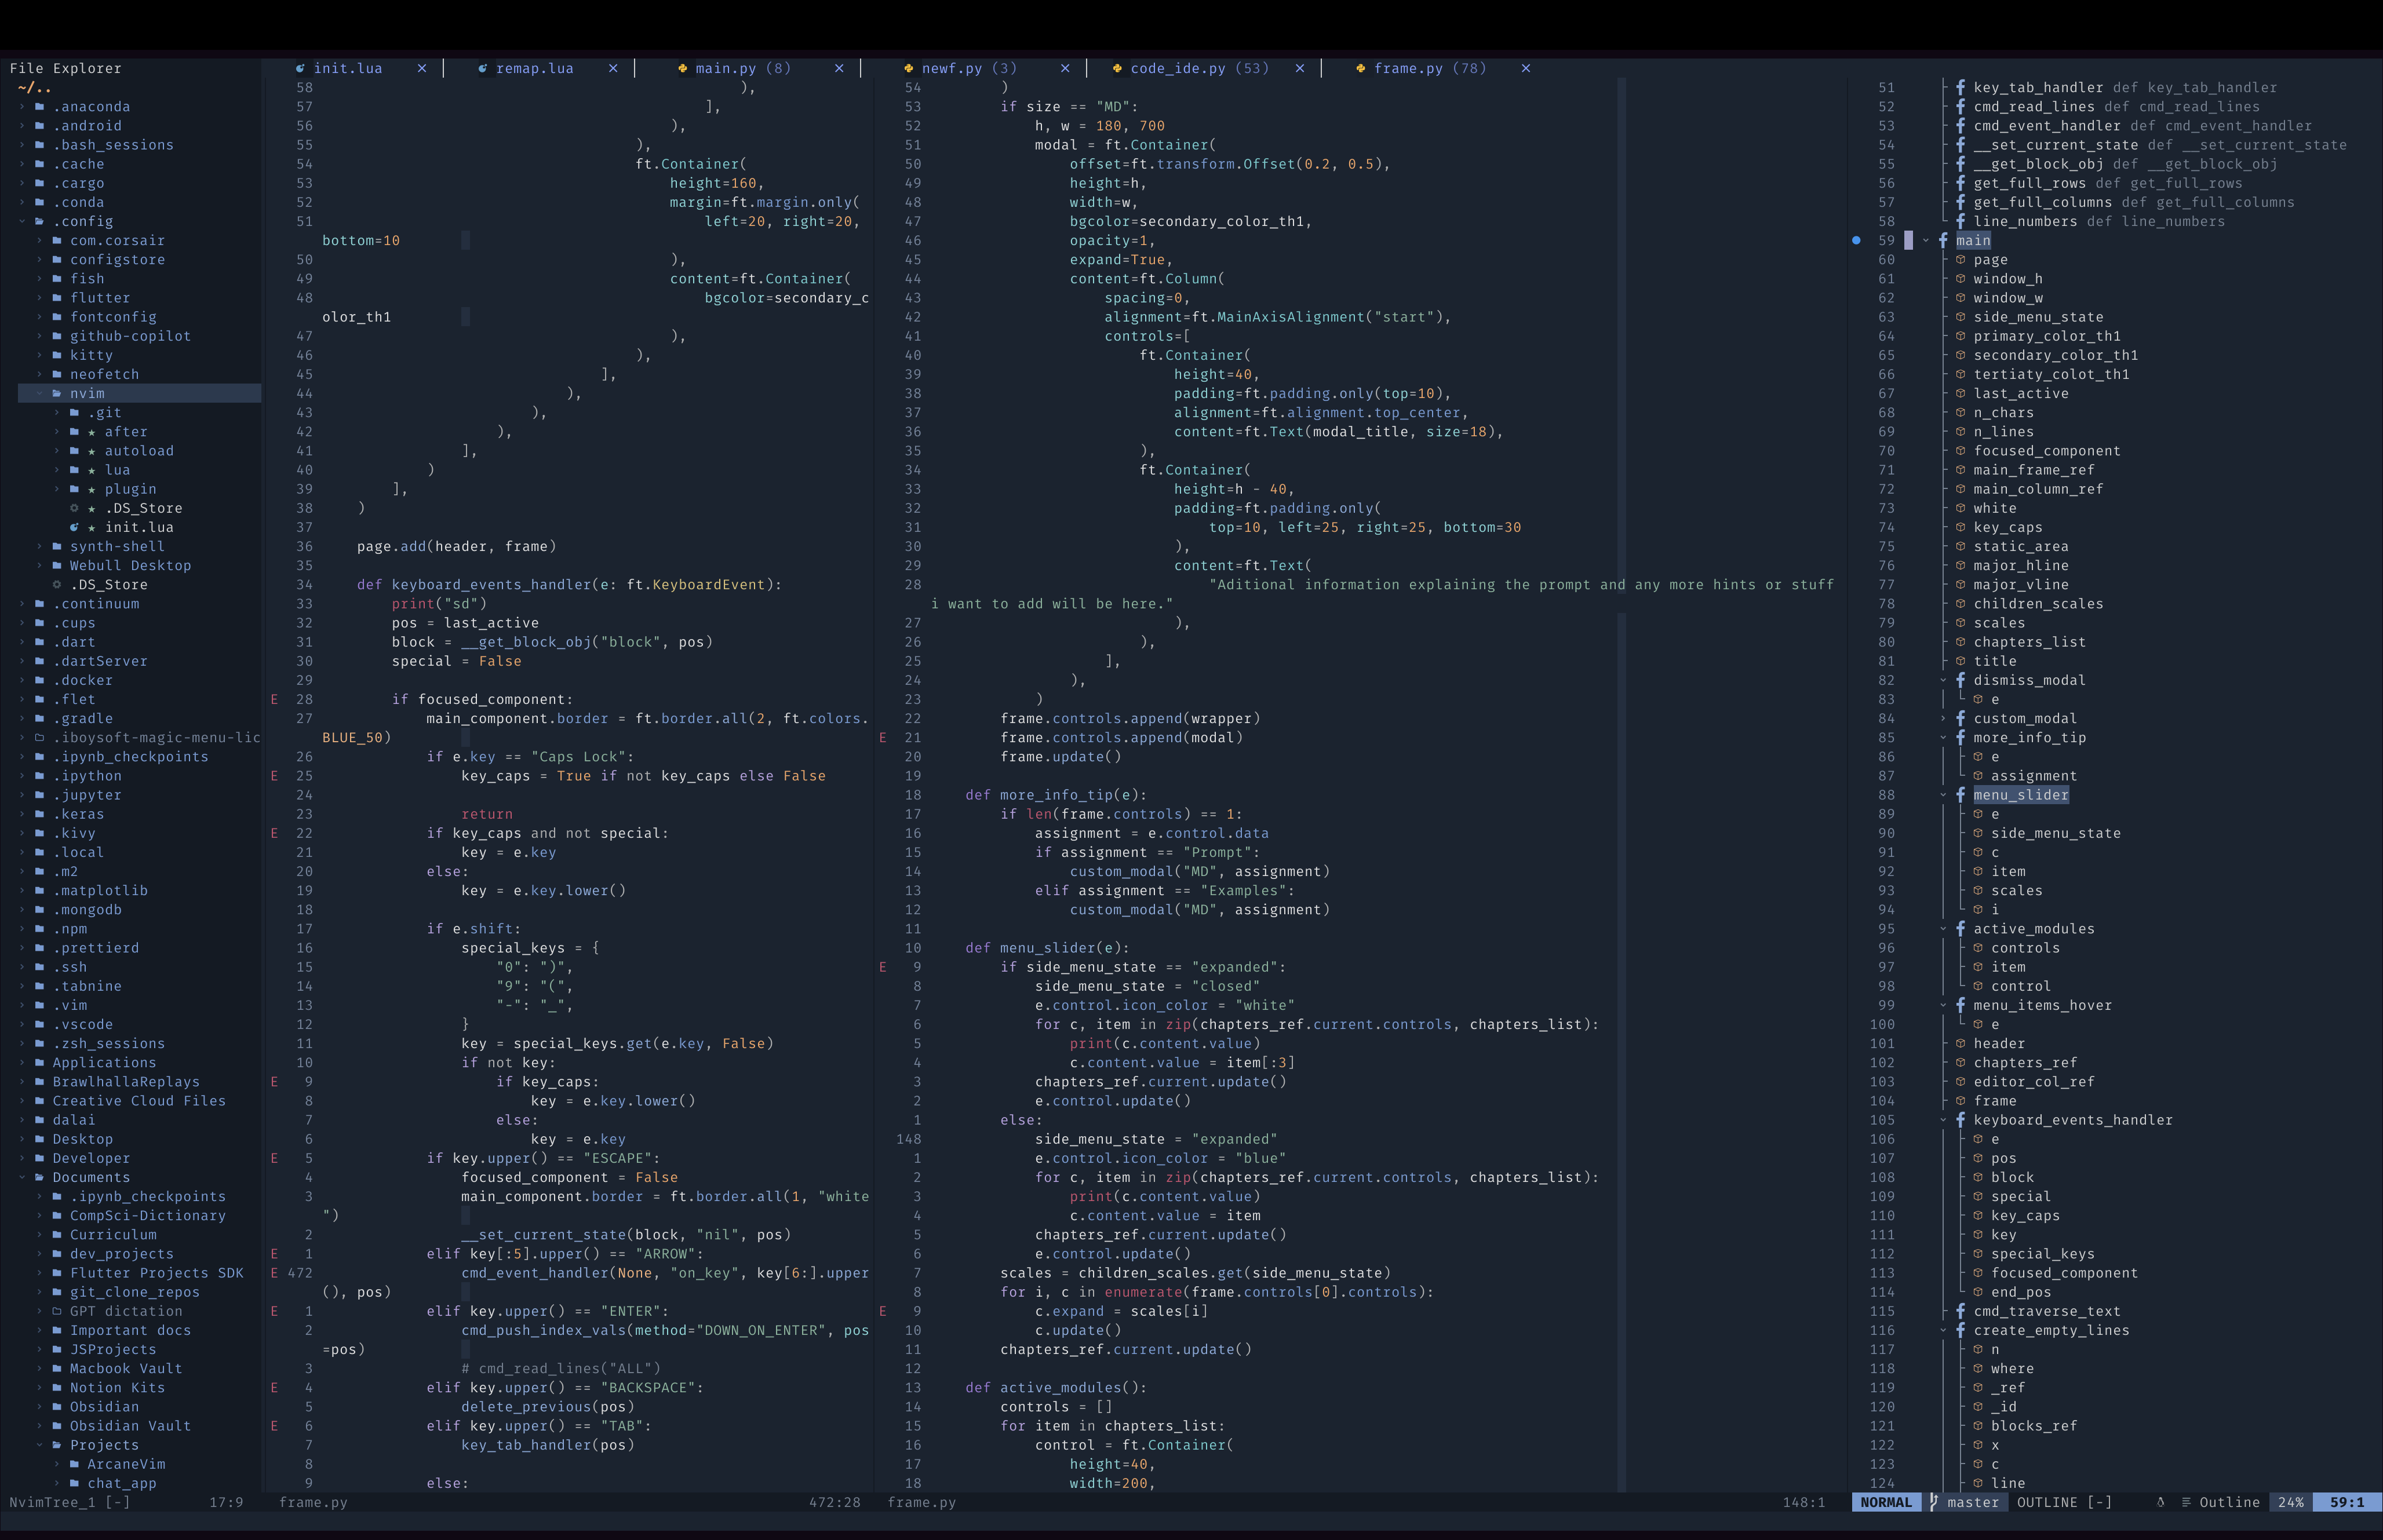 File Explorer
~/..
.anaconda
.android
.bash_sessions
.cache
.cargo
.conda
.config
com.corsair
configstore
fish
flutter
fontconfig
github-copilot
kitty
neofetch
nvim
.git
★ after
★ autoload
★ lua
★ plugin
★ .DS_Store
★ init.lua
synth-shell
Webull Desktop
.DS_Store
.continuum
.cups
.dart
.dartServer
.docker
.flet
.gradle
.iboysoft-magic-menu-lic
.ipynb_checkpoints
.ipython
.jupyter
.keras
.kivy
.local
.m2
.matplotlib
.mongodb
.npm
.prettierd
.ssh
.tabnine
.vim
.vscode
.zsh_sessions
Applications
BrawlhallaReplays
Creative Cloud Files
dalai
Desktop
Developer
Documents
.ipynb_checkpoints
CompSci-Dictionary
Curriculum
dev_projects
Flutter Projects SDK
git_clone_repos
GPT dictation
Important docs
JSProjects
Macbook Vault
Notion Kits
Obsidian
Obsidian Vault
Projects
ArcaneVim
chat_app
NvimTree_1 [-] 17:9
init.lua × remap.lua × main.py (8) × newf.py (3) × code_ide.py (53) × frame.py (78) ×
58 ),
57 ],
56 ),
55 ),
54 ft.Container(
53 height=160,
52 margin=ft.margin.only(
51 left=20, right=20,
bottom=10
50 ),
49 content=ft.Container(
48 bgcolor=secondary_c
olor_th1
47 ),
46 ),
45 ],
44 ),
43 ),
42 ),
41 ],
40 )
39 ],
38 )
37
36 page.add(header, frame)
35
34 def keyboard_events_handler(e: ft.KeyboardEvent):
33 print("sd")
32 pos = last_active
31 block = __get_block_obj("block", pos)
30 special = False
29
E 28 if focused_component:
27 main_component.border = ft.border.all(2, ft.colors.
BLUE_50)
26 if e.key == "Caps Lock":
E 25 key_caps = True if not key_caps else False
24
23 return
E 22 if key_caps and not special:
21 key = e.key
20 else:
19 key = e.key.lower()
18
17 if e.shift:
16 special_keys = {
15 "0": ")",
14 "9": "(",
13 "-": "_",
12 }
11 key = special_keys.get(e.key, False)
10 if not key:
E 9 if key_caps:
8 key = e.key.lower()
7 else:
6 key = e.key
E 5 if key.upper() == "ESCAPE":
4 focused_component = False
3 main_component.border = ft.border.all(1, "white
")
2 __set_current_state(block, "nil", pos)
E 1 elif key[:5].upper() == "ARROW":
E 472 cmd_event_handler(None, "on_key", key[6:].upper
(), pos)
E 1 elif key.upper() == "ENTER":
2 cmd_push_index_vals(method="DOWN_ON_ENTER", pos
=pos)
3 # cmd_read_lines("ALL")
E 4 elif key.upper() == "BACKSPACE":
5 delete_previous(pos)
E 6 elif key.upper() == "TAB":
7 key_tab_handler(pos)
8
9 else:
frame.py 472:28
54 )
53 if size == "MD":
52 h, w = 180, 700
51 modal = ft.Container(
50 offset=ft.transform.Offset(0.2, 0.5),
49 height=h,
48 width=w,
47 bgcolor=secondary_color_th1,
46 opacity=1,
45 expand=True,
44 content=ft.Column(
43 spacing=0,
42 alignment=ft.MainAxisAlignment("start"),
41 controls=[
40 ft.Container(
39 height=40,
38 padding=ft.padding.only(top=10),
37 alignment=ft.alignment.top_center,
36 content=ft.Text(modal_title, size=18),
35 ),
34 ft.Container(
33 height=h - 40,
32 padding=ft.padding.only(
31 top=10, left=25, right=25, bottom=30
30 ),
29 content=ft.Text(
28 "Aditional information explaining the prompt and any more hints or stuff
i want to add will be here."
27 ),
26 ),
25 ],
24 ),
23 )
22 frame.controls.append(wrapper)
E 21 frame.controls.append(modal)
20 frame.update()
19
18 def more_info_tip(e):
17 if len(frame.controls) == 1:
16 assignment = e.control.data
15 if assignment == "Prompt":
14 custom_modal("MD", assignment)
13 elif assignment == "Examples":
12 custom_modal("MD", assignment)
11
10 def menu_slider(e):
E 9 if side_menu_state == "expanded":
8 side_menu_state = "closed"
7 e.control.icon_color = "white"
6 for c, item in zip(chapters_ref.current.controls, chapters_list):
5 print(c.content.value)
4 c.content.value = item[:3]
3 chapters_ref.current.update()
2 e.control.update()
1 else:
148 side_menu_state = "expanded"
1 e.control.icon_color = "blue"
2 for c, item in zip(chapters_ref.current.controls, chapters_list):
3 print(c.content.value)
4 c.content.value = item
5 chapters_ref.current.update()
6 e.control.update()
7 scales = children_scales.get(side_menu_state)
8 for i, c in enumerate(frame.controls[0].controls):
E 9 c.expand = scales[i]
10 c.update()
11 chapters_ref.current.update()
12
13 def active_modules():
14 controls = []
15 for item in chapters_list:
16 control = ft.Container(
17 height=40,
18 width=200,
frame.py 148:1
51 key_tab_handler def key_tab_handler
52 cmd_read_lines def cmd_read_lines
53 cmd_event_handler def cmd_event_handler
54 __set_current_state def __set_current_state
55 __get_block_obj def __get_block_obj
56 get_full_rows def get_full_rows
57 get_full_columns def get_full_columns
58 line_numbers def line_numbers
59 main
60 page
61 window_h
62 window_w
63 side_menu_state
64 primary_color_th1
65 secondary_color_th1
66 tertiaty_colot_th1
67 last_active
68 n_chars
69 n_lines
70 focused_component
71 main_frame_ref
72 main_column_ref
73 white
74 key_caps
75 static_area
76 major_hline
77 major_vline
78 children_scales
79 scales
80 chapters_list
81 title
82 dismiss_modal
83 e
84 custom_modal
85 more_info_tip
86 e
87 assignment
88 menu_slider
89 e
90 side_menu_state
91 c
92 item
93 scales
94 i
95 active_modules
96 controls
97 item
98 control
99 menu_items_hover
100 e
101 header
102 chapters_ref
103 editor_col_ref
104 frame
105 keyboard_events_handler
106 e
107 pos
108 block
109 special
110 key_caps
111 key
112 special_keys
113 focused_component
114 end_pos
115 cmd_traverse_text
116 create_empty_lines
117 n
118 where
119 _ref
120 _id
121 blocks_ref
122 x
123 c
124 line
NORMAL master OUTLINE [-] Outline 24% 59:1